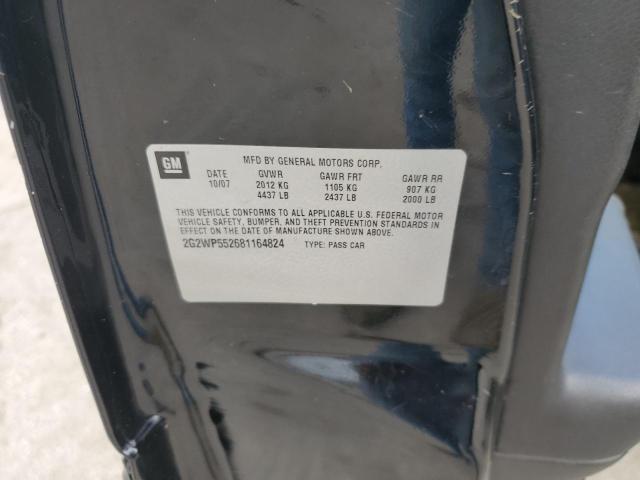 GM MFD BY GENERAL MOTORS CORP.
DATE GVWR GAWR FRT GAWR RR
10/07 2012 KG 1105 KG 907 KG
4437 LB 2437 LB 2000 LB
THIS VEHICLE CONFORMS TO ALL APPLICABLE U.S. FEDERAL MOTOR
VEHICLE SAFETY, BUMPER, AND THEFT PREVENTION STANDARDS
IN EFFECT ON THE DATE OF MANUFACTURE SHOWN ABOVE.
2G2WP552681164824 TYPE: PASS CAR